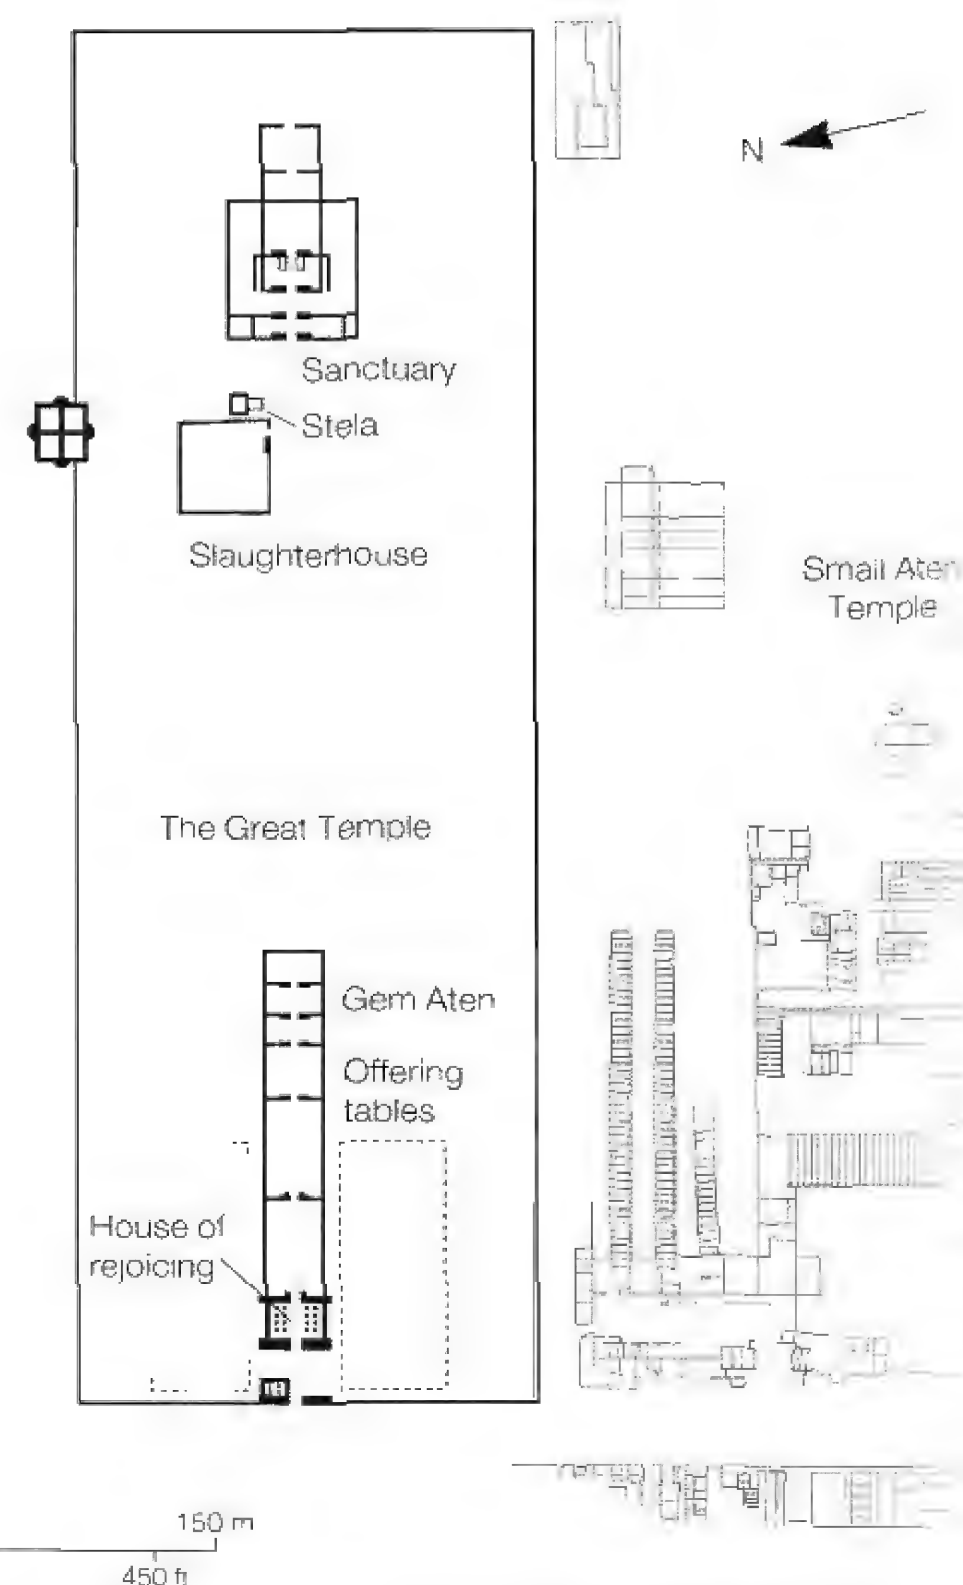 N
Sanctuary
Stela
Slaughterhouse
Small Aten
Temple
The Great Temple
Gem Aten
Offering
tables
House of
rejoicing
150 m
450 ft